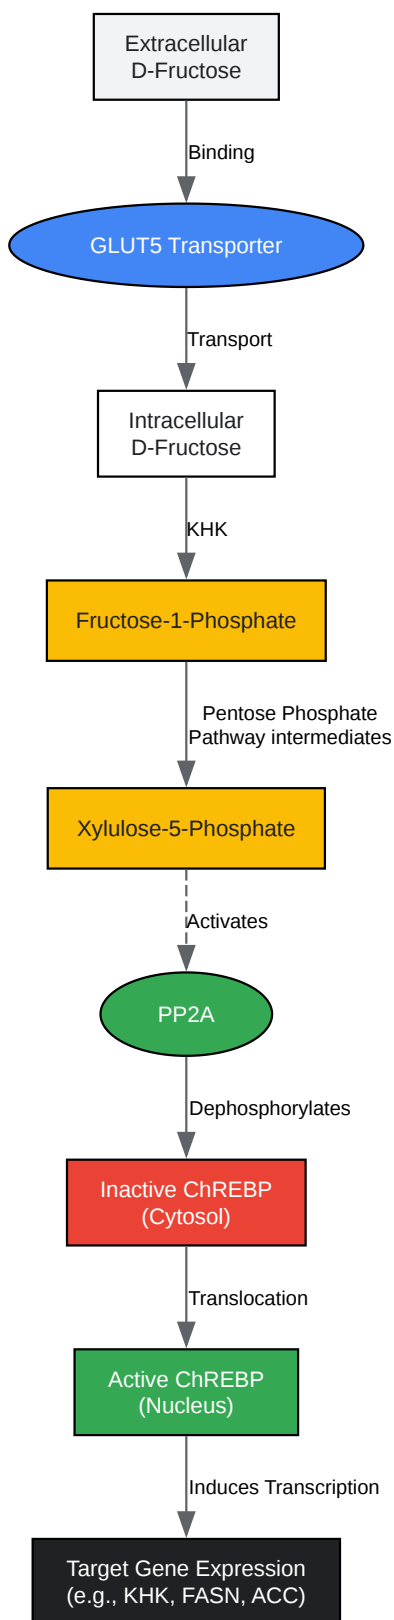 Extracellular
D-Fructose
Binding
GLUT5 Transporter
Transport
Intracellular
D-Fructose
KHK
Fructose-1-Phosphate
Pentose Phosphate
Pathway intermediates
Xylulose-5-Phosphate
Activates
PP2A
Dephosphorylates
Inactive ChREBP
(Cytosol)
Translocation
Active ChREBP
(Nucleus)
Induces Transcription
Target Gene Expression
(e.g., KHK, FASN, ACC)